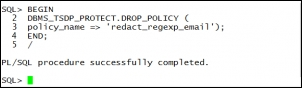 SQL> BEGIN
2 DBMS_TSDP_PROTECT.DROP_POLICY (
3 policy_name => 'redact_regexp_email');
4 END;
5 /
PL/SQL procedure successfully completed.
SQL>